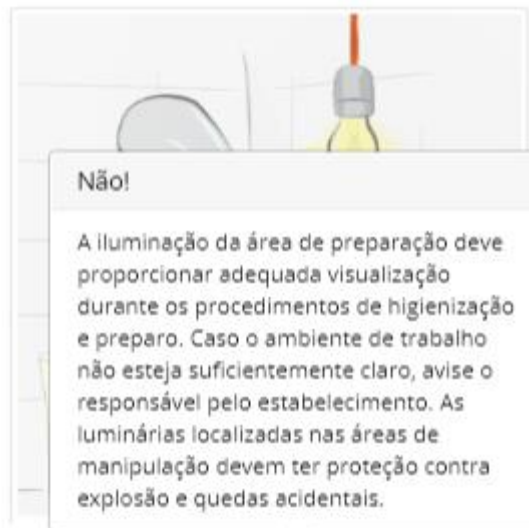 Não!
A iluminação da área de preparação deve
proporcionar adequada visualização
durante os procedimentos de higienização
e preparo. Caso o ambiente de trabalho
não esteja suficientemente claro, avise o
responsável pelo estabelecimento. As
luminárias localizadas nas áreas de
manipulação devem ter proteção contra
explosão e quedas acidentais.